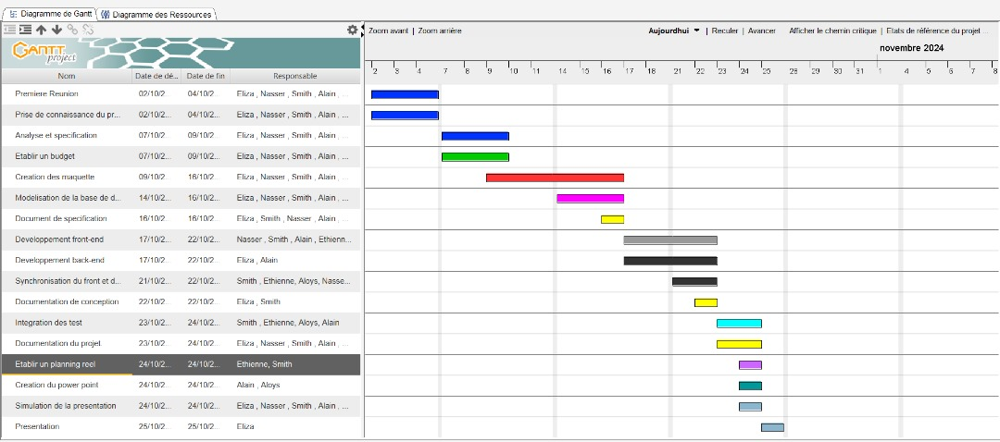 Diagramme de Gantt Diagramme des Ressources
Zoom avant | Zoom arrière Aujourdhui ▼ | Reculer | Avancer Afficher le chemin critique | Etats de référence du projet ...
GANTT project
novembre 2024
2 3 4 7 8 9 10 11 14 15 16 17 18 21 22 23 24 25 28 29 30 31 1 4 5 6 7 8
Nom Date de dé... Date de fin Responsable
Premiere Reunion 02/10/2... 04/10/2... Eliza , Nasser , Smith , Alain , ...
Prise de connaissance du pr... 02/10/2... 04/10/2... Eliza , Nasser , Smith , Alain , ...
Analyse et specification 07/10/2... 09/10/2... Eliza , Nasser , Smith , Alain , ...
Etablir un budget 07/10/2... 09/10/2... Eliza , Nasser , Smith , Alain , ...
Creation des maquette 09/10/2... 16/10/2... Eliza , Nasser , Smith , Alain , ...
Modelisation de la base de d... 14/10/2... 16/10/2... Eliza , Nasser , Smith , Alain , ...
Document de specification 16/10/2... 16/10/2... Eliza , Smith , Nasser , Alain , ...
Developpement front-end 17/10/2... 22/10/2... Nasser , Smith , Alain , Ethienn...
Developpement back-end 17/10/2... 22/10/2... Eliza , Alain
Synchronisation du front et d... 21/10/2... 22/10/2... Smith , Ethienne, Aloys, Nasse...
Documentation de conception 22/10/2... 22/10/2... Eliza , Smith
Integration des test 23/10/2... 24/10/2... Smith , Ethienne, Aloys, Alain
Documentation du projet 23/10/2... 24/10/2... Eliza , Nasser , Smith , Alain , ...
Etablir un planning reel 24/10/2... 24/10/2... Ethienne, Smith
Creation du power point 24/10/2... 24/10/2... Alain , Aloys
Simulation de la presentation 24/10/2... 24/10/2... Eliza , Nasser , Smith , Alain , ...
Presentation 25/10/2... 25/10/2... Eliza